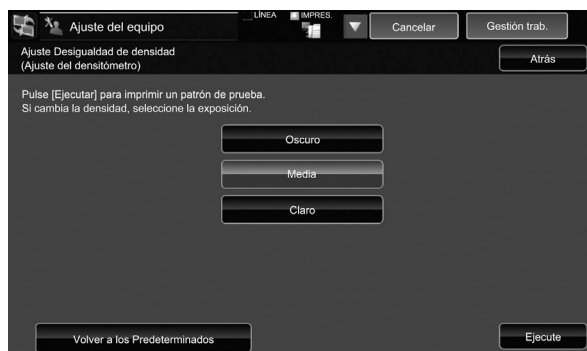 Ajuste del equipo
LÍNEA
IMPRES.
Cancelar
Gestión trab.
Ajuste Desigualdad de densidad
(Ajuste del densitómetro)
Atrás
Pulse [Ejecutar] para imprimir un patrón de prueba.
Si cambia la densidad, seleccione la exposición.
Oscuro
Media
Claro
Volver a los Predeterminados
Ejecute